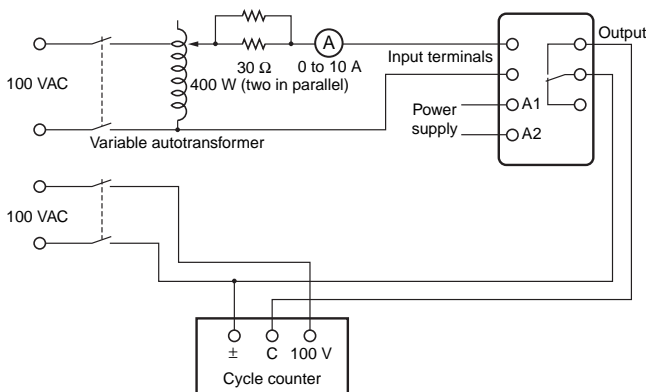 100 VAC
Variable autotransformer
30 Ω
400 W (two in parallel)
A
0 to 10 A
Input terminals
Power
supply
A1
A2
Output
100 VAC
±
C
100 V
Cycle counter